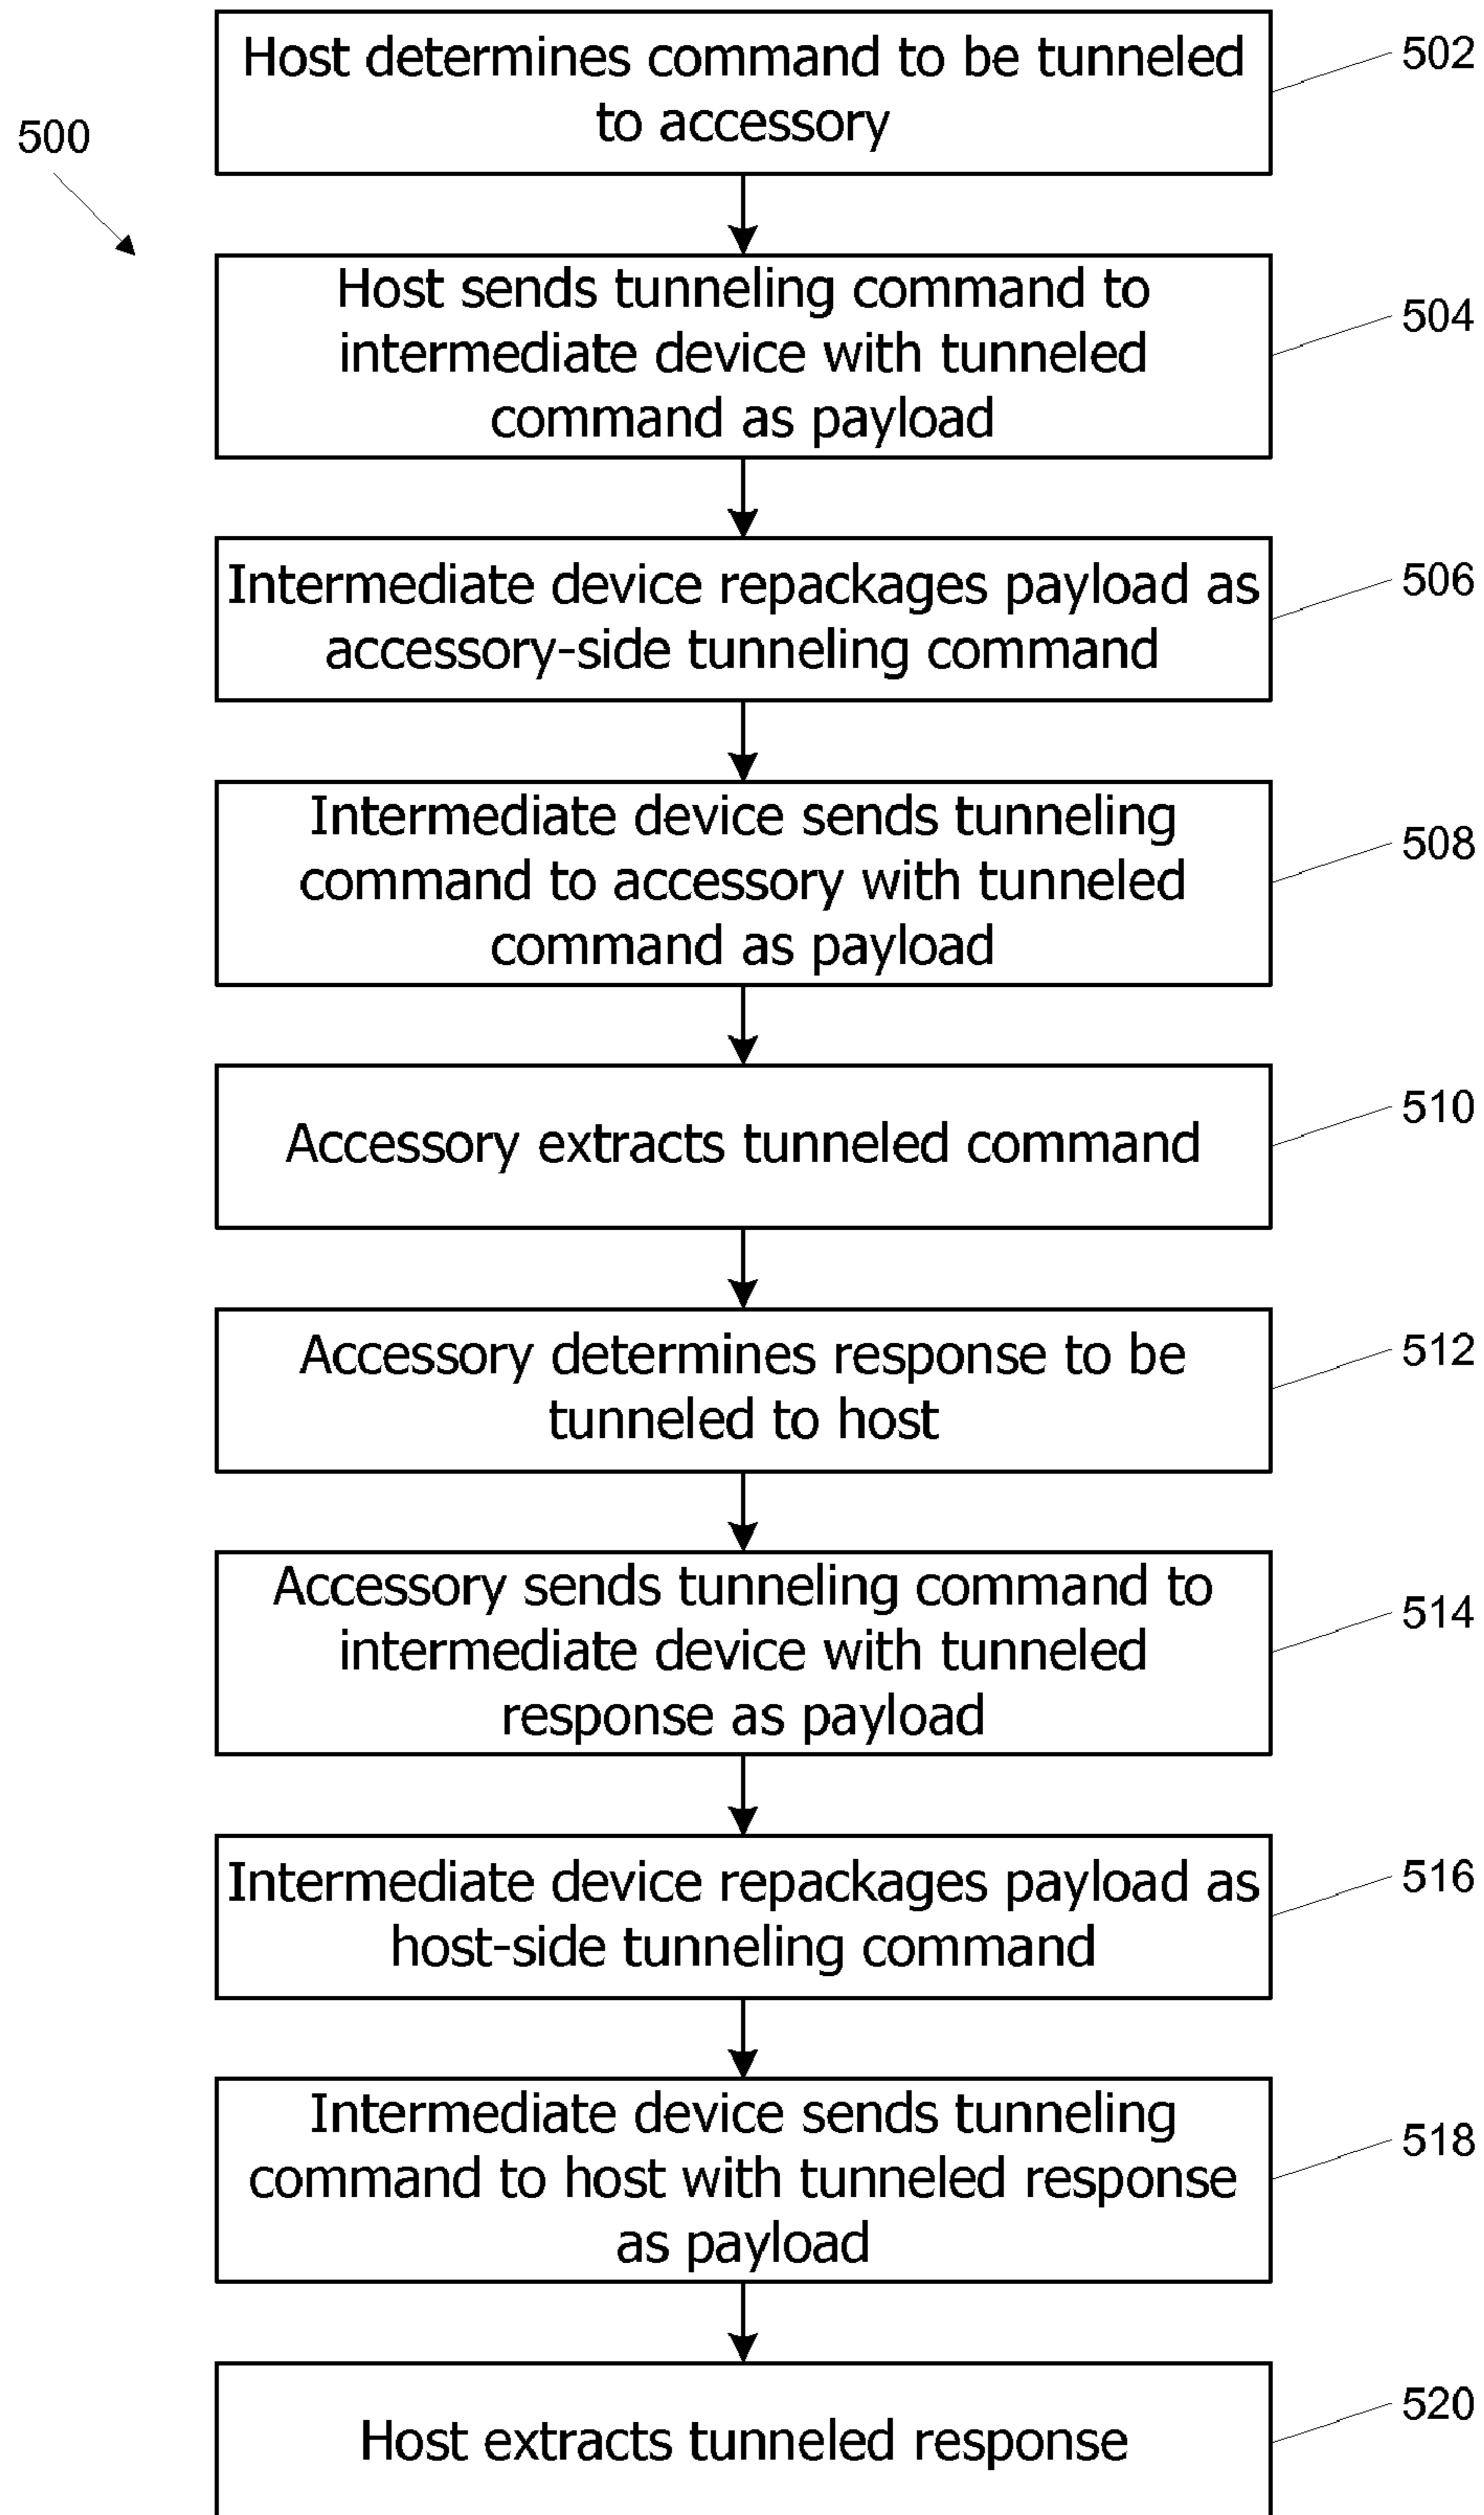 Host determines command to be tunneled
to accessory
502
500
Host sends tunneling command to
intermediate device with tunneled
command as payload
504
Intermediate device repackages payload as
accessory-side tunneling command
506
Intermediate device sends tunneling
command to accessory with tunneled
command as payload
508
Accessory extracts tunneled command
510
Accessory determines response to be
tunneled to host
512
Accessory sends tunneling command to
intermediate device with tunneled
response as payload
514
Intermediate device repackages payload as
host-side tunneling command
516
Intermediate device sends tunneling
command to host with tunneled response
as payload
518
Host extracts tunneled response
520